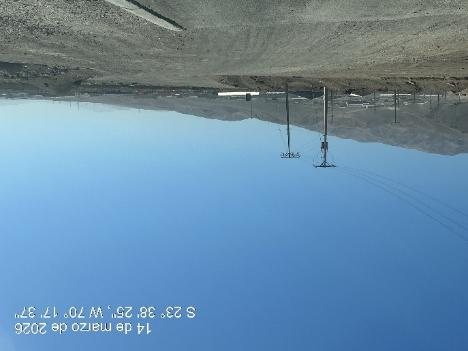 14 de marzo de 2026
S 23° 38' 25", W 70° 17' 37"